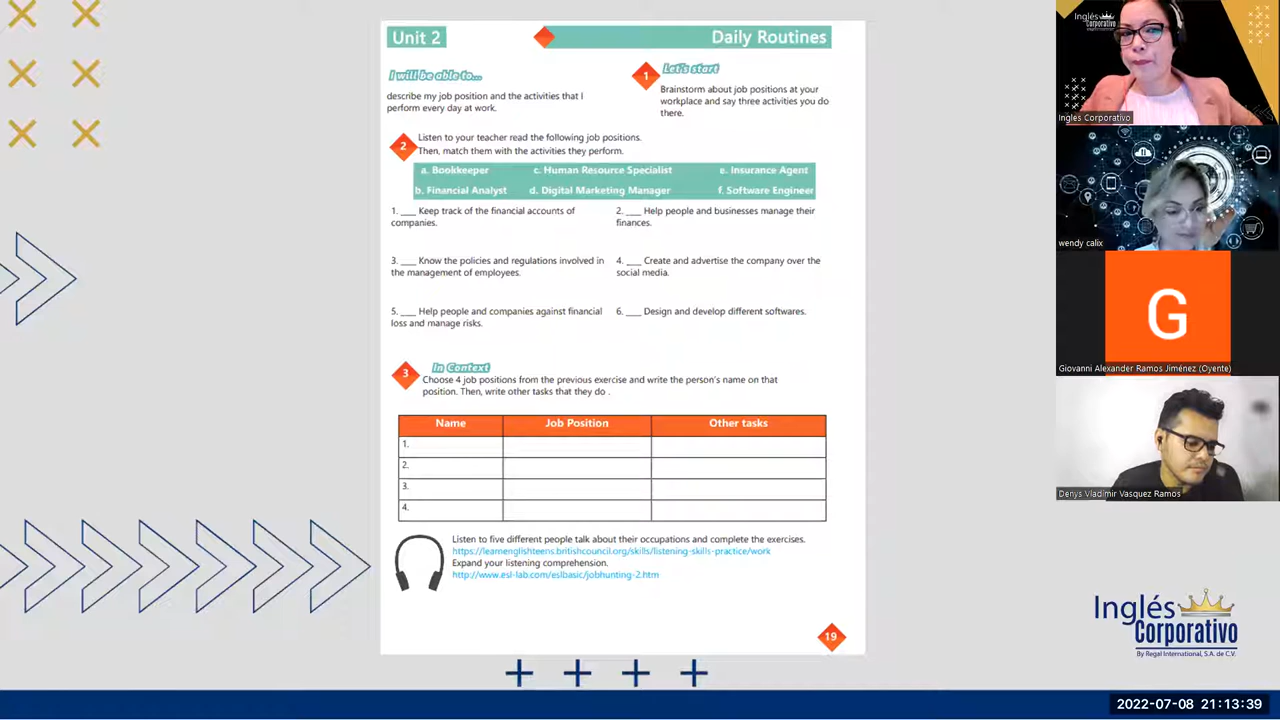 Unit 2
Daily Routines
I will be able to...
describe my job position and the activities that I
perform every day at work.
1
Let's start
Brainstorm about job positions at your
workplace and say three activities you do
there.
2
Listen to your teacher read the following job positions.
Then, match them with the activities they perform.
a. Bookkeeper c. Human Resource Specialist e. Insurance Agent
b. Financial Analyst d. Digital Marketing Manager f. Software Engineer
1. ___ Keep track of the financial accounts of
companies.
2. ___ Help people and businesses manage their
finances.
3. ___ Know the policies and regulations involved in
the management of employees.
4. ___ Create and advertise the company over the
social media.
5. ___ Help people and companies against financial
loss and manage risks.
6. ___ Design and develop different softwares.
3
In Context
Choose 4 job positions from the previous exercise and write the person's name on that
position. Then, write other tasks that they do .
Name Job Position Other tasks
1.
2.
3.
4.
Listen to five different people talk about their occupations and complete the exercises.
https://learnenglishteens.britishcouncil.org/skills/listening-skills-practice/work
Expand your listening comprehension.
http://www.esl-lab.com/eslbasic/jobhunting-2.htm
19
Inglés
Corporativo
Inglés Corporativo
wendy calix
G
Giovanni Alexander Ramos Jiménez (Oyente)
Denys Vladimir Vasquez Ramos
Inglés
Corporativo
By Regal International, S.A. de C.V.
2022-07-08 21:13:39